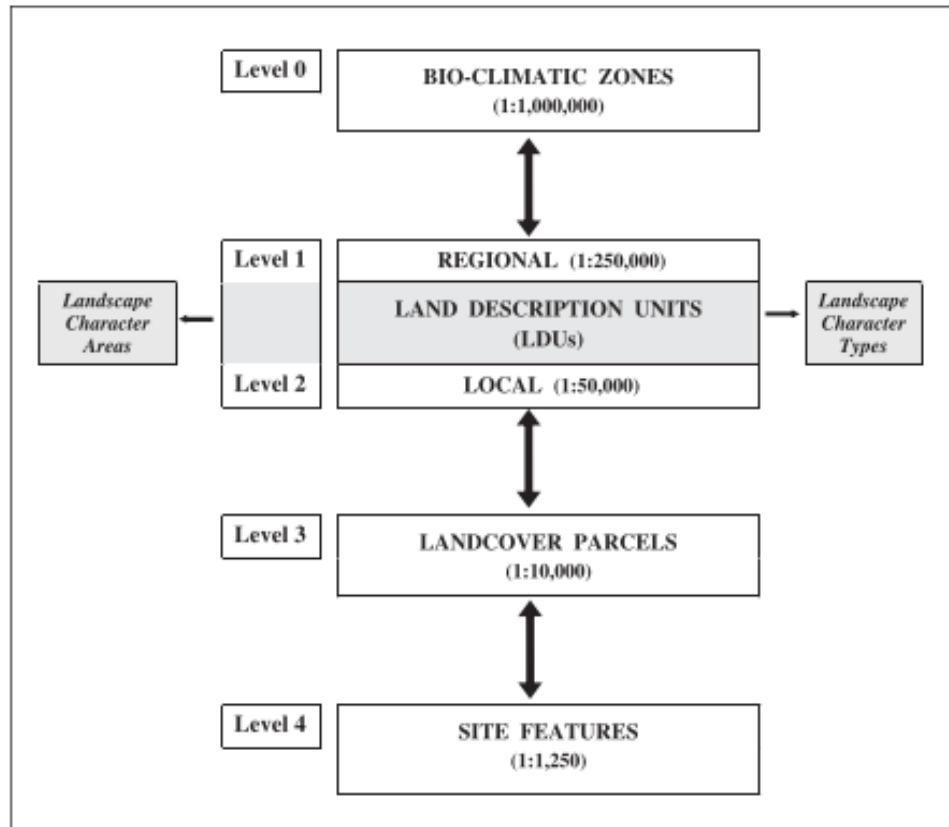 Level 0
BIO-CLIMATIC ZONES
(1:1,000,000)
Level 1
REGIONAL (1:250,000)
Landscape
Character
Areas
LAND DESCRIPTION UNITS
(LDUs)
Landscape
Character
Types
Level 2
LOCAL (1:50,000)
Level 3
LANDCOVER PARCELS
(1:10,000)
Level 4
SITE FEATURES
(1:1,250)